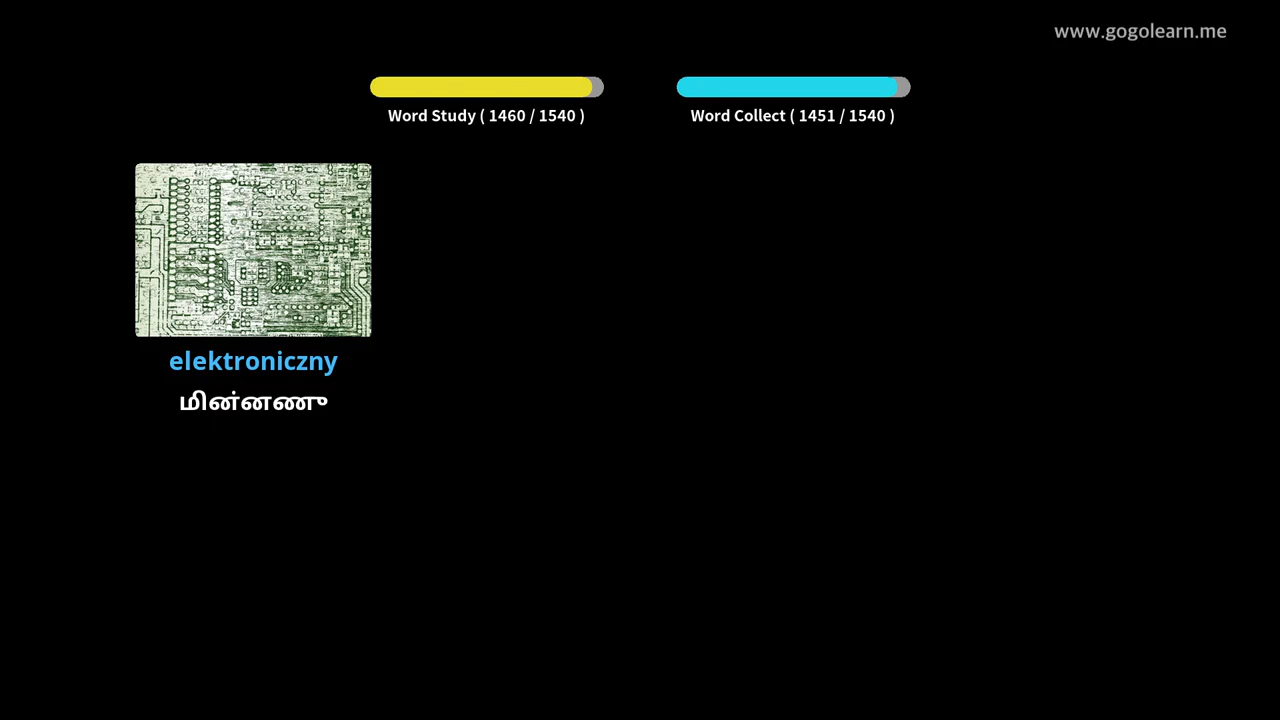 www.gogolearn.me
Word Study ( 1460 / 1540 )
Word Collect ( 1451 / 1540 )
elektroniczny
மின்னணு